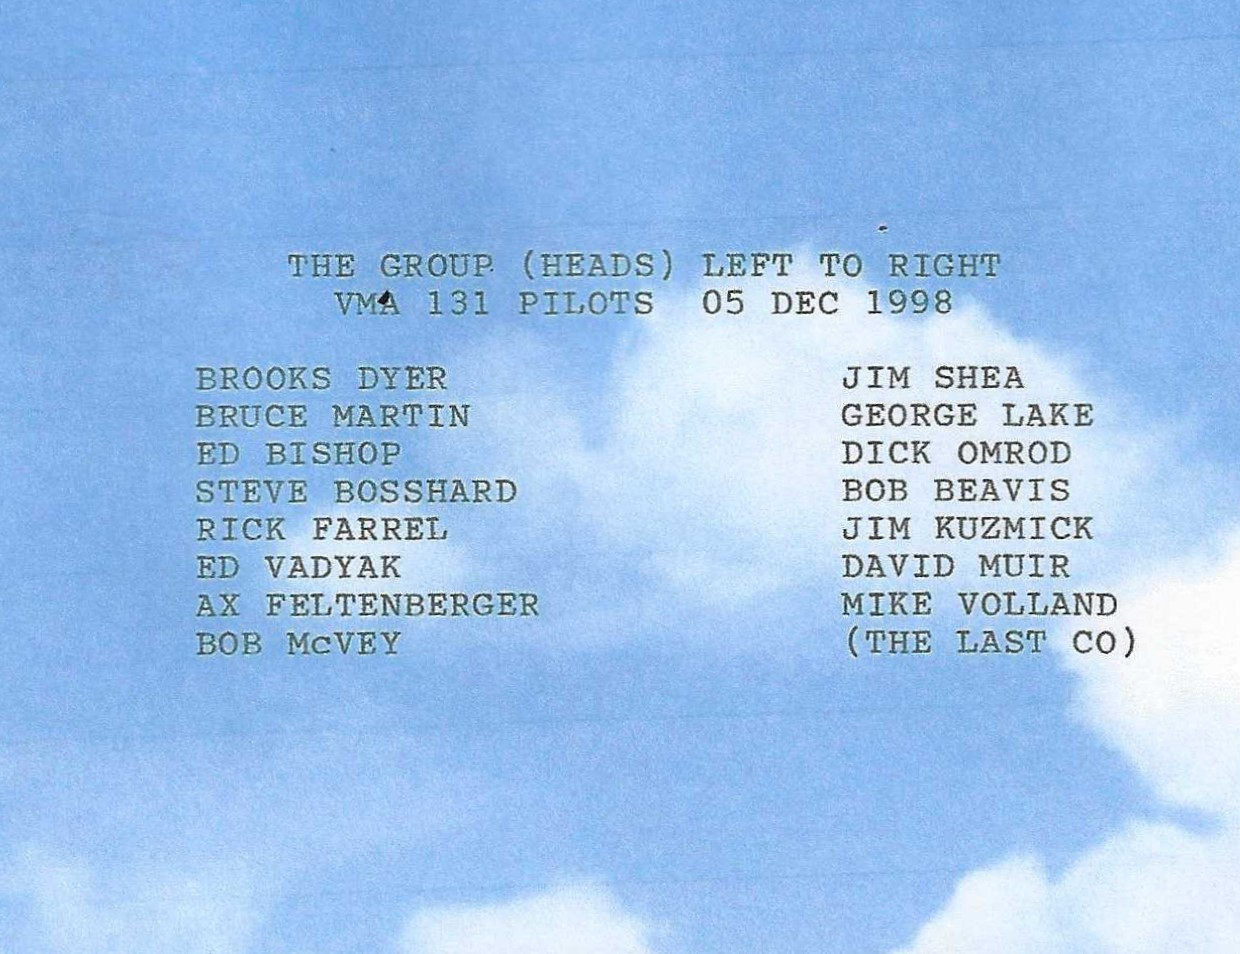 THE GROUP (HEADS) LEFT TO RIGHT
VMA 131 PILOTS 05 DEC 1998
BROOKS DYER
BRUCE MARTIN
ED BISHOP
STEVE BOSSHARD
RICK FARREL
ED VADYAK
AX FELTENBERGER
BOB McVEY
JIM SHEA
GEORGE LAKE
DICK OMROD
BOB BEAVIS
JIM KUZMICK
DAVID MUIR
MIKE VOLLAND
(THE LAST CO)